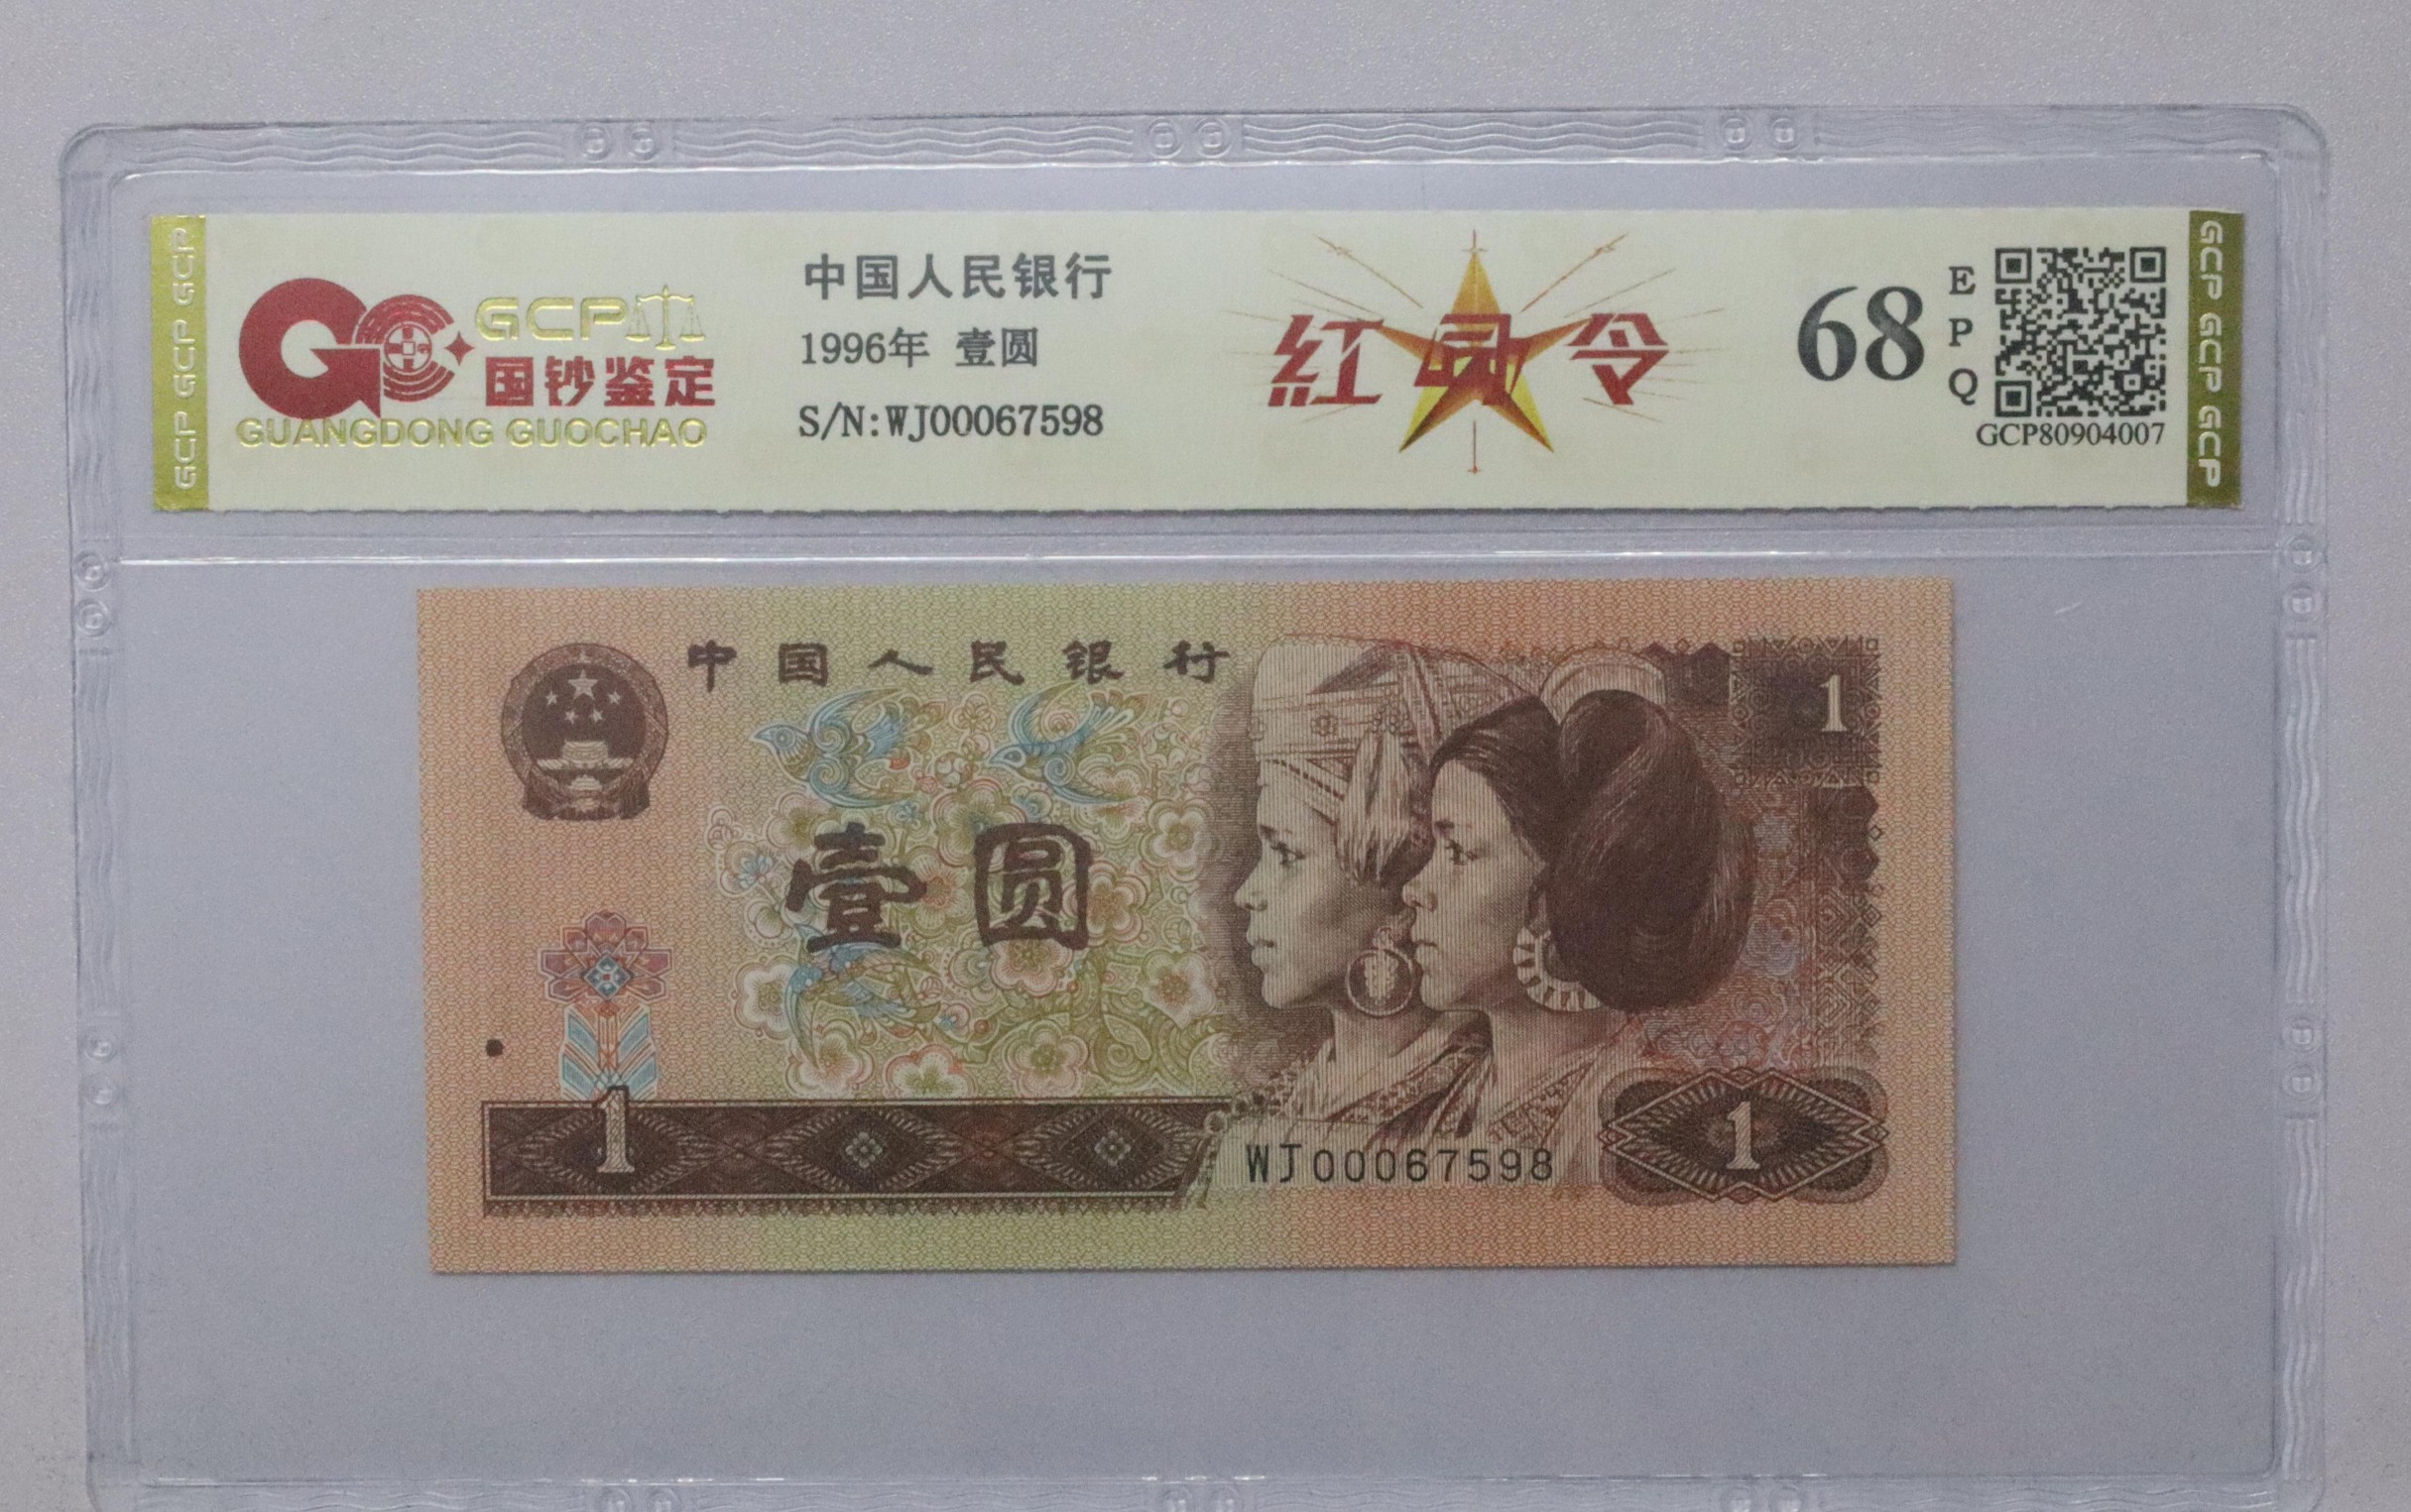 GCP GCP GCP
GCP
国钞鉴定
GUANGDONG GUOCHAO
中国人民银行
1996年 壹圆
S/N:WJ00067598
紅 令
68
EPQ
GCP80904007
GCP GCP GCP
中国人民银行
1
壹圆
1
WJ00067598
1